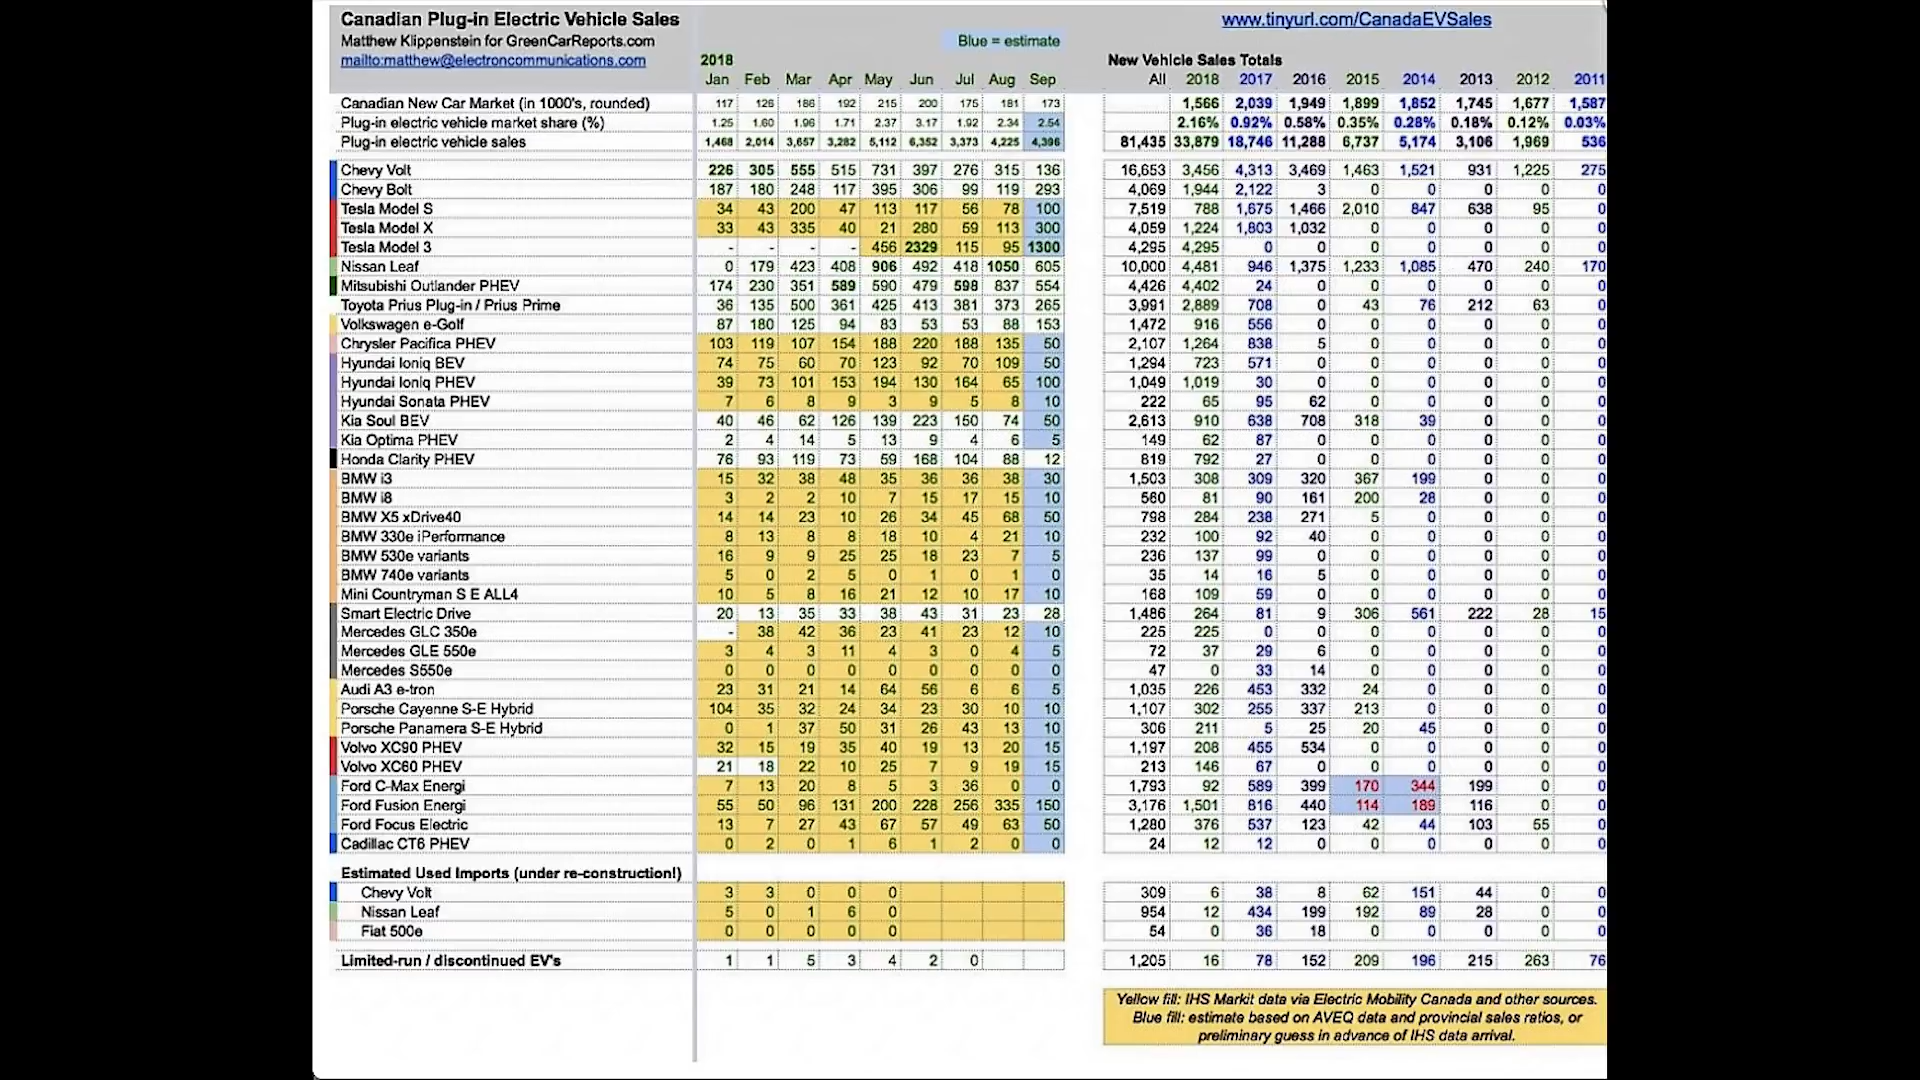 Canadian Plug-in Electric Vehicle Sales www.tinyurl.com/CanadaEVSales
Matthew Klippenstein for GreenCarReports.com Blue = estimate
mailto:matthew@electroncommunications.com 2018 New Vehicle Sales Totals
Jan Feb Mar Apr May Jun Jul Aug Sep All 2018 2017 2016 2015 2014 2013 2012 2011
Canadian New Car Market (in 1000's, rounded) 117 126 186 192 215 200 175 181 173 1,566 2,039 1,949 1,899 1,852 1,745 1,677 1,587
Plug-in electric vehicle market share (%) 1.25 1.60 1.96 1.71 2.37 3.17 1.92 2.34 2.54 2.16% 0.92% 0.58% 0.35% 0.28% 0.18% 0.12% 0.03%
Plug-in electric vehicle sales 1,468 2,014 3,657 3,282 5,112 6,352 3,373 4,225 4,396 81,435 33,879 18,746 11,288 6,737 5,174 3,106 1,969 536
Chevy Volt 226 305 555 515 731 397 276 315 136 16,653 3,456 4,313 3,469 1,463 1,521 931 1,225 275
Chevy Bolt 187 180 248 117 395 306 99 119 293 4,069 1,944 2,122 3 0 0 0 0 0
Tesla Model S 34 43 200 47 113 117 56 78 100 7,519 788 1,675 1,466 2,010 847 638 95 0
Tesla Model X 33 43 335 40 21 280 59 113 300 4,059 1,224 1,803 1,032 0 0 0 0 0
Tesla Model 3 - - - - 456 2329 115 95 1300 4,295 4,295 0 0 0 0 0 0 0
Nissan Leaf 0 179 423 408 906 492 418 1050 605 10,000 4,481 946 1,375 1,233 1,085 470 240 170
Mitsubishi Outlander PHEV 174 230 351 589 590 479 598 837 554 4,426 4,402 24 0 0 0 0 0 0
Toyota Prius Plug-in / Prius Prime 36 135 500 361 425 413 381 373 265 3,991 2,889 708 0 43 76 212 63 0
Volkswagen e-Golf 87 180 125 94 83 53 53 88 153 1,472 916 556 0 0 0 0 0 0
Chrysler Pacifica PHEV 103 119 107 154 188 220 188 135 50 2,107 1,264 838 5 0 0 0 0 0
Hyundai Ioniq BEV 74 75 60 70 123 92 70 109 50 1,294 723 571 0 0 0 0 0 0
Hyundai Ioniq PHEV 39 73 101 153 194 130 164 65 100 1,049 1,019 30 0 0 0 0 0 0
Hyundai Sonata PHEV 7 6 8 9 3 9 5 8 10 222 65 95 62 0 0 0 0 0
Kia Soul BEV 40 46 62 126 139 223 150 74 50 2,613 910 638 708 318 39 0 0 0
Kia Optima PHEV 2 4 14 5 13 9 4 6 5 149 62 87 0 0 0 0 0 0
Honda Clarity PHEV 76 93 119 73 59 168 104 88 12 819 792 27 0 0 0 0 0 0
BMW i3 15 32 38 48 35 36 36 38 30 1,503 308 309 320 367 199 0 0 0
BMW i8 3 2 2 10 7 15 17 15 10 560 81 90 161 200 28 0 0 0
BMW X5 xDrive40 14 14 23 10 26 34 45 68 50 798 284 238 271 5 0 0 0 0
BMW 330e iPerformance 8 13 8 8 18 10 4 21 10 232 100 92 40 0 0 0 0 0
BMW 530e variants 16 9 9 25 25 18 23 7 5 236 137 99 0 0 0 0 0 0
BMW 740e variants 5 0 2 5 0 1 0 1 0 35 14 16 5 0 0 0 0 0
Mini Countryman S E ALL4 10 5 8 16 21 12 10 17 10 168 109 59 0 0 0 0 0 0
Smart Electric Drive 20 13 35 33 38 43 31 23 28 1,486 264 81 9 306 561 222 28 15
Mercedes GLC 350e - 38 42 36 23 41 23 12 10 225 225 0 0 0 0 0 0 0
Mercedes GLE 550e 3 4 3 11 4 3 0 4 5 72 37 29 6 0 0 0 0 0
Mercedes S550e 0 0 0 0 0 0 0 0 0 47 0 33 14 0 0 0 0 0
Audi A3 e-tron 23 31 21 14 64 56 6 6 5 1,035 226 453 332 24 0 0 0 0
Porsche Cayenne S-E Hybrid 104 35 32 24 34 23 30 10 10 1,107 302 255 337 213 0 0 0 0
Porsche Panamera S-E Hybrid 0 1 37 50 31 26 43 13 10 306 211 5 25 20 45 0 0 0
Volvo XC90 PHEV 32 15 19 35 40 19 13 20 15 1,197 208 455 534 0 0 0 0 0
Volvo XC60 PHEV 21 18 22 10 25 7 9 19 15 213 146 67 0 0 0 0 0 0
Ford C-Max Energi 7 13 20 8 5 3 36 0 0 1,793 92 589 399 170 344 199 0 0
Ford Fusion Energi 55 50 96 131 200 228 256 335 150 3,176 1,501 816 440 114 189 116 0 0
Ford Focus Electric 13 7 27 43 67 57 49 63 50 1,280 376 537 123 42 44 103 55 0
Cadillac CT6 PHEV 0 2 0 1 6 1 2 0 0 24 12 12 0 0 0 0 0 0
Estimated Used Imports (under re-construction!)
Chevy Volt 3 3 0 0 0 309 6 38 8 62 151 44 0 0
Nissan Leaf 5 0 1 6 0 954 12 434 199 192 89 28 0 0
Fiat 500e 0 0 0 0 0 54 0 36 18 0 0 0 0 0
Limited-run / discontinued EV's 1 1 5 3 4 2 0 1,205 16 78 152 209 196 215 263 76
Yellow fill: IHS Markit data via Electric Mobility Canada and other sources.
Blue fill: estimate based on AVEQ data and provincial sales ratios, or
preliminary guess in advance of IHS data arrival.